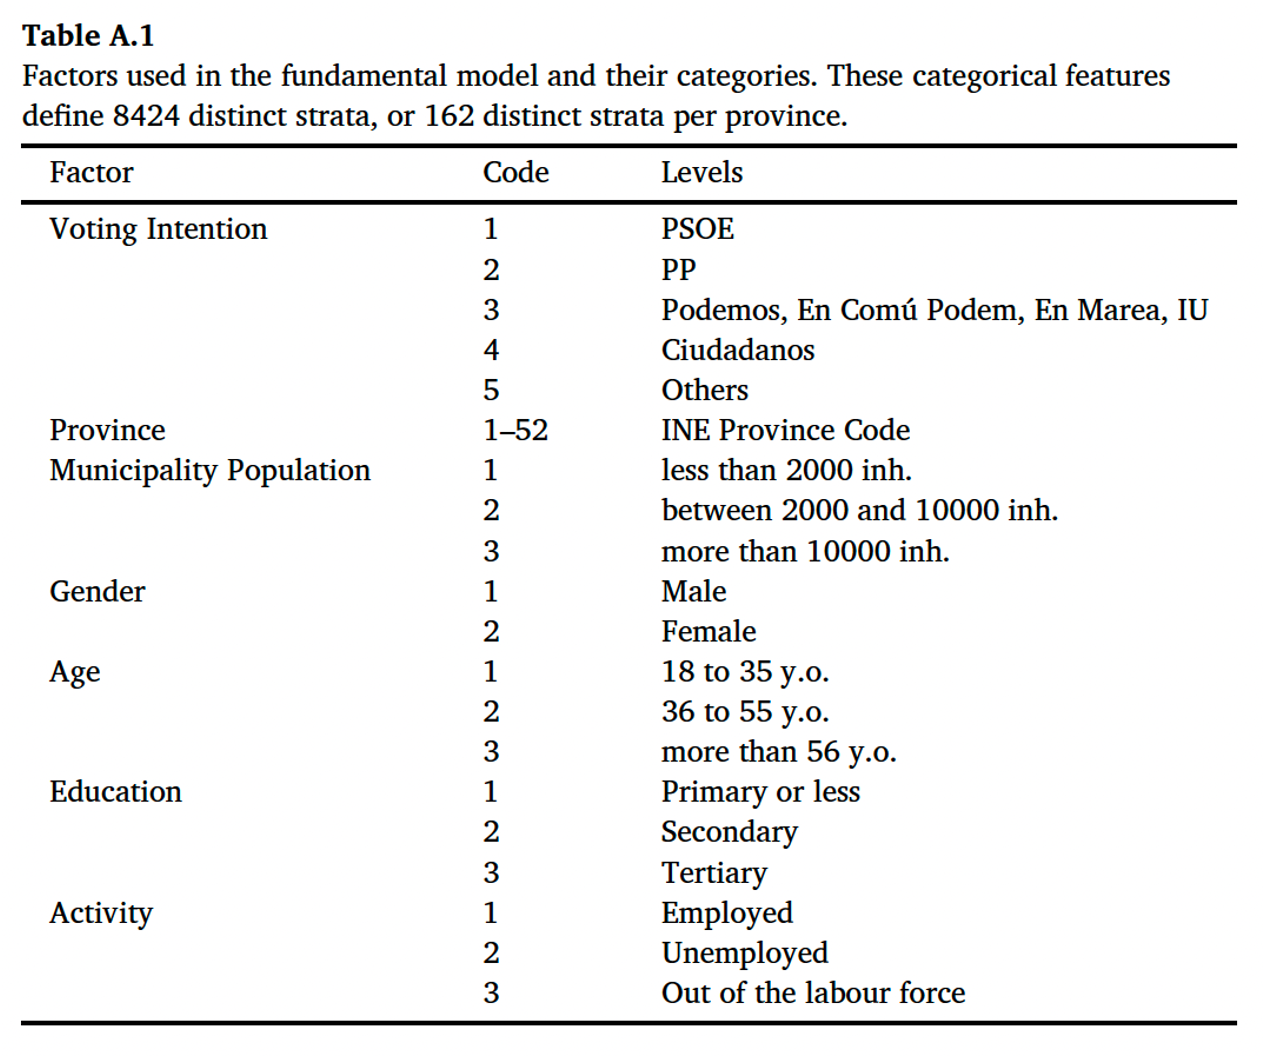 Table A.1
Factors used in the fundamental model and their categories. These categorical features
define 8424 distinct strata, or 162 distinct strata per province.
Factor Code Levels
Voting Intention 1 PSOE
2 PP
3 Podemos, En Comú Podem, En Marea, IU
4 Ciudadanos
5 Others
Province 1–52 INE Province Code
Municipality Population 1 less than 2000 inh.
2 between 2000 and 10000 inh.
3 more than 10000 inh.
Gender 1 Male
2 Female
Age 1 18 to 35 y.o.
2 36 to 55 y.o.
3 more than 56 y.o.
Education 1 Primary or less
2 Secondary
3 Tertiary
Activity 1 Employed
2 Unemployed
3 Out of the labour force